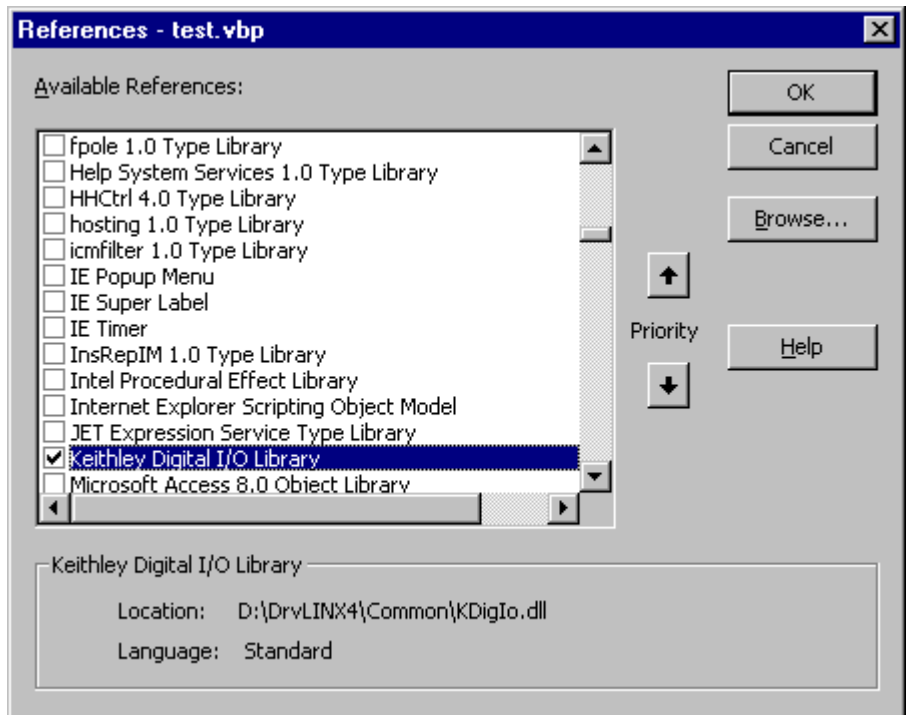 References - test.vbp
Available References:
fpole 1.0 Type Library
Help System Services 1.0 Type Library
HHCtrl 4.0 Type Library
hosting 1.0 Type Library
icmfilter 1.0 Type Library
IE Popup Menu
IE Super Label
IE Timer
InsRepIM 1.0 Type Library
Intel Procedural Effect Library
Internet Explorer Scripting Object Model
JET Expression Service Type Library
Keithley Digital I/O Library
Microsoft Access 8.0 Object Library
Priority
OK
Cancel
Browse...
Help
Keithley Digital I/O Library
Location: D:\DrvLINX4\Common\KDigIo.dll
Language: Standard